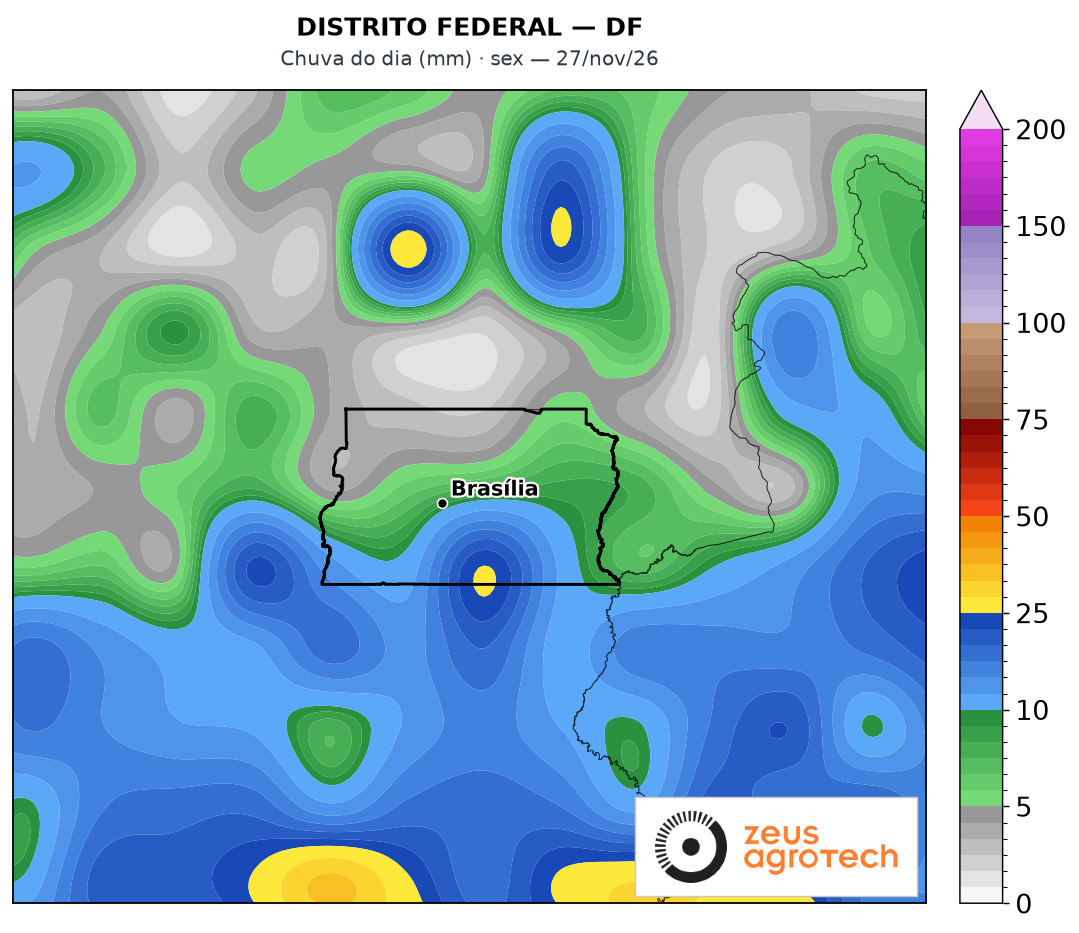 DISTRITO FEDERAL — DF
Chuva do dia (mm) · sex — 27/nov/26
200
150
100
75
50
25
10
5
0
Brasília
zeus
agrotech